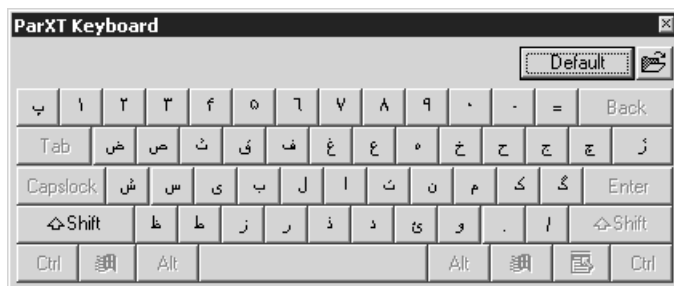 ParXT Keyboard
Default
پ ۱ ۲ ۳ ۴ ۵ ٦ ۷ ۸ ۹ ۰ - = Back
Tab ض ص ث ق ف غ ع ه خ ح ج چ ژ
Capslock ش س ی ب ل ا ت ن م ک گ Enter
Shift ظ ط ز ر ذ د ئ و . / Shift
Ctrl Alt Alt Ctrl